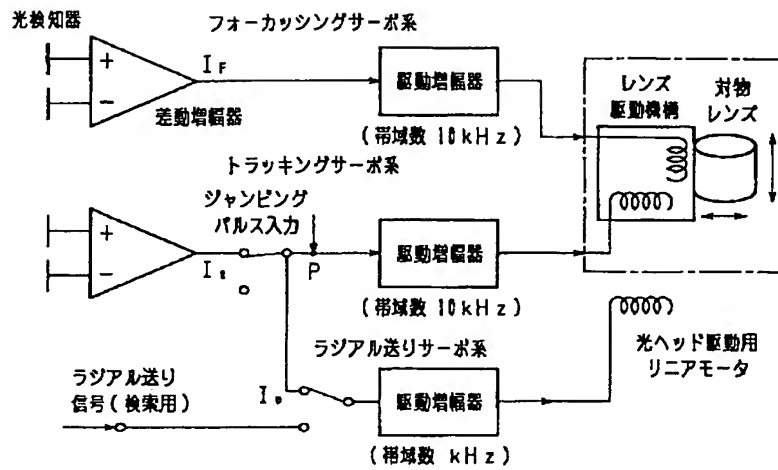 光検知器
フォーカッシングサーボ系
+
−
I F
差動増幅器
駆動増幅器
(帯域数 10kHz)
レンズ
駆動機構
対物
レンズ
トラッキングサーボ系
ジャンピング
パルス入力
+
−
P
駆動増幅器
(帯域数 10kHz)
ラジアル送りサーボ系
光ヘッド駆動用
リニアモータ
ラジアル送り
信号(検索用)
駆動増幅器
(帯域数 kHz)